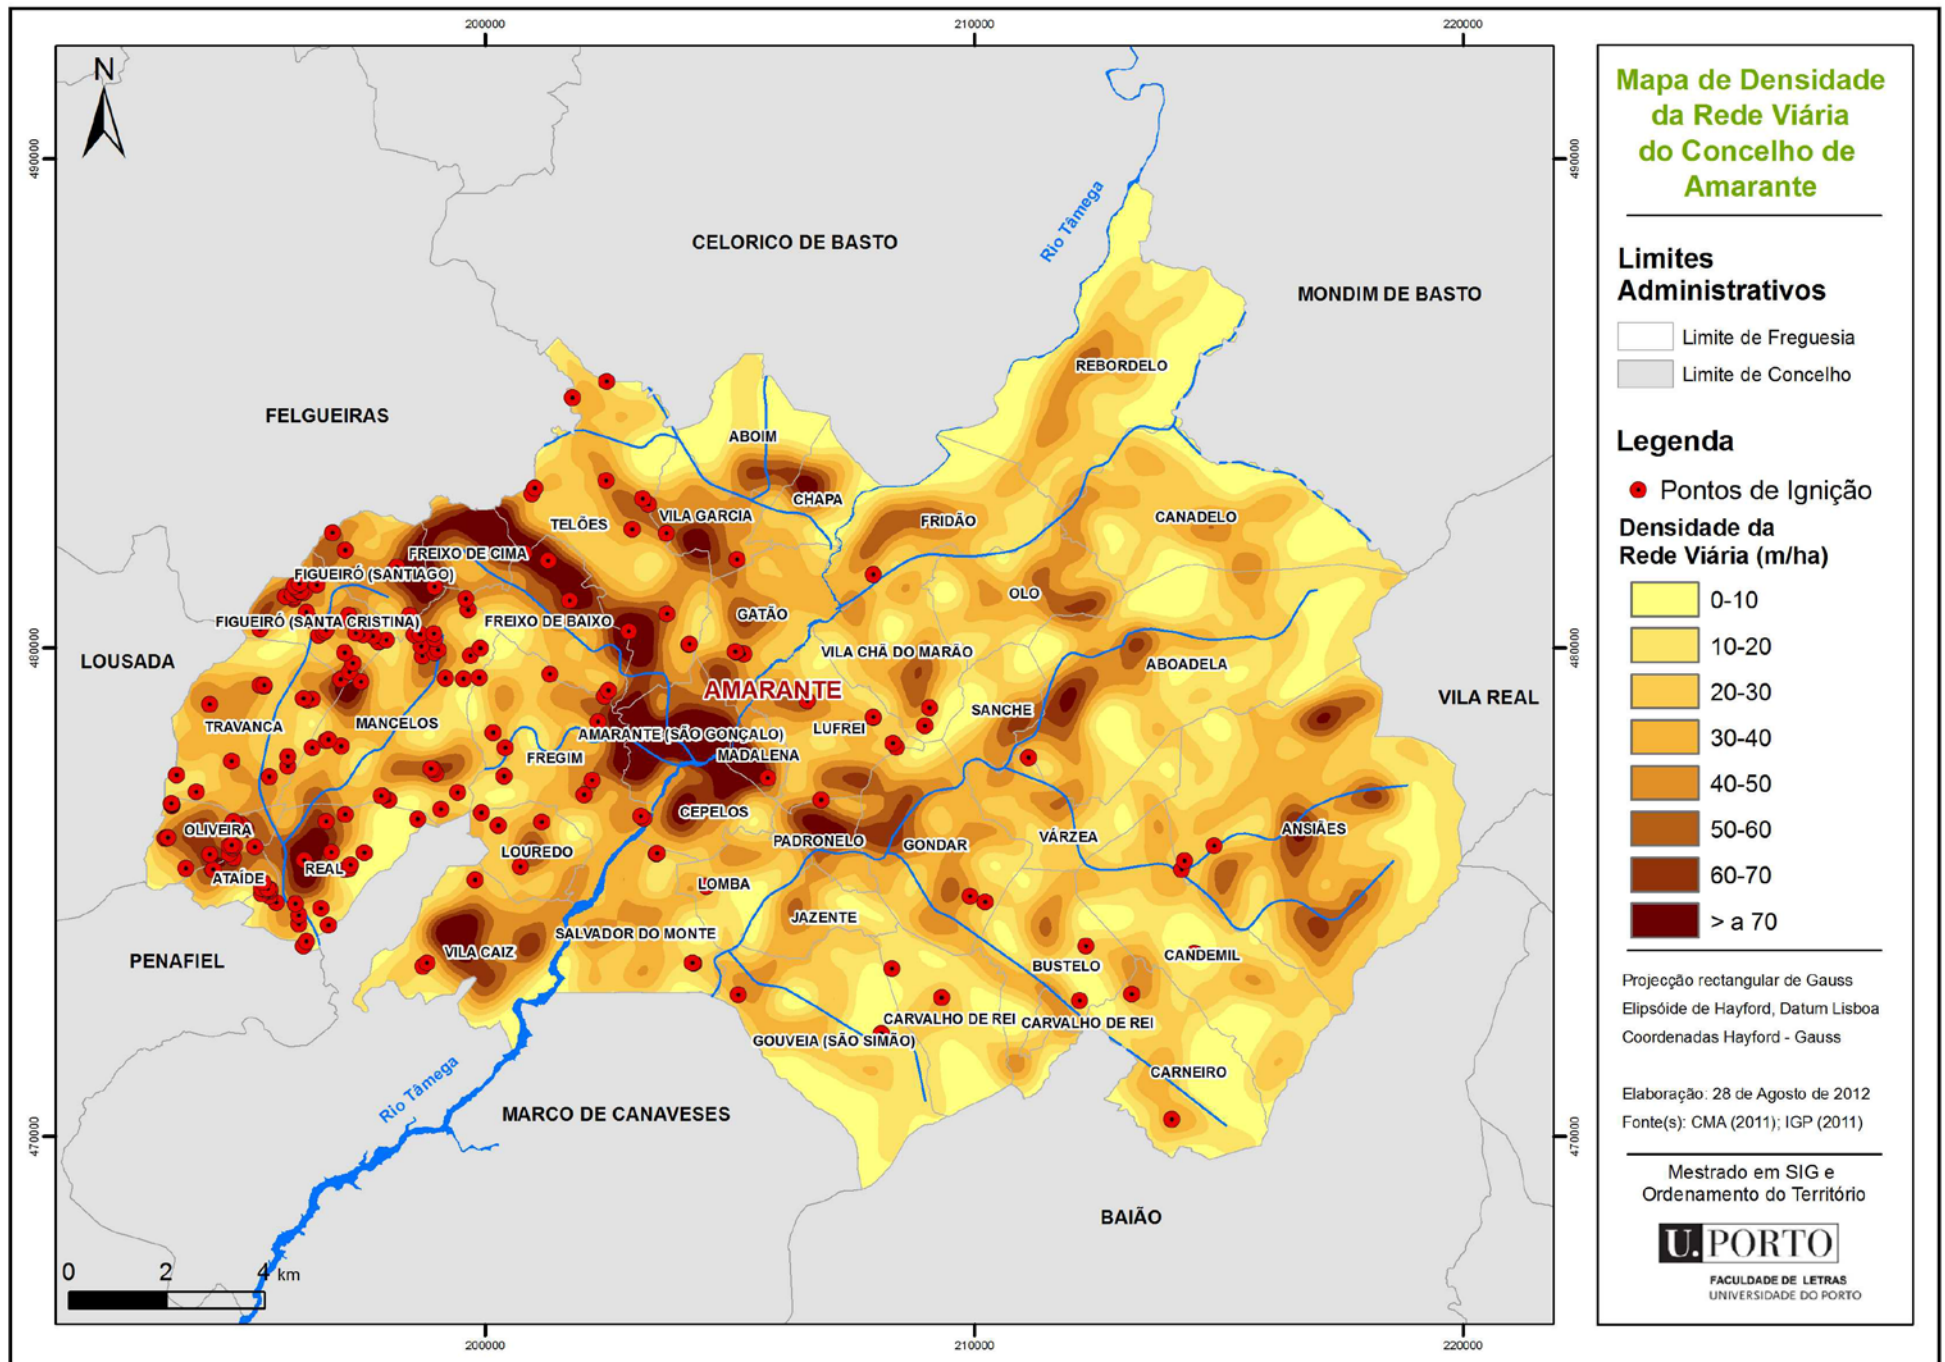 200000
210000
220000
N
490000
490000
Rio Tâmega
CELORICO DE BASTO
MONDIM DE BASTO
REBORDELO
FELGUEIRAS
ABOIM
CHAPA
VILA GARCIA
TELÕES
FRIDÃO
CANADELO
FREIXO DE CIMA
FIGUEIRÓ (SANTIAGO)
OLO
FIGUEIRÓ (SANTA CRISTINA)
FREIXO DE BAIXO
GATÃO
480000
480000
LOUSADA
VILA CHÃ DO MARÃO
ABOADELA
AMARANTE
VILA REAL
TRAVANCA
MANCELOS
SANCHE
LUFREI
AMARANTE (SÃO GONÇALO)
FREGIM
MADALENA
CEPELOS
OLIVEIRA
PADRONELO
GONDAR
VÁRZEA
ANSIÃES
LOUREDO
REAL
ATAÍDE
LOMBA
JAZENTE
SALVADOR DO MONTE
VILA CAIZ
PENAFIEL
BUSTELO
CANDEMIL
CARVALHO DE REI
CARVALHO DE REI
GOUVEIA (SÃO SIMÃO)
CARNEIRO
Rio Tâmega
MARCO DE CANAVESES
470000
470000
BAIÃO
0
2
4 km
200000
210000
220000
Mapa de Densidade
da Rede Viária
do Concelho de
Amarante
Limites
Administrativos
Limite de Freguesia
Limite de Concelho
Legenda
Pontos de Ignição
Densidade da
Rede Viária (m/ha)
0-10
10-20
20-30
30-40
40-50
50-60
60-70
> a 70
Projecção rectangular de Gauss
Elipsóide de Hayford, Datum Lisboa
Coordenadas Hayford - Gauss
Elaboração: 28 de Agosto de 2012
Fonte(s): CMA (2011); IGP (2011)
Mestrado em SIG e
Ordenamento do Território
U.PORTO
FACULDADE DE LETRAS
UNIVERSIDADE DO PORTO